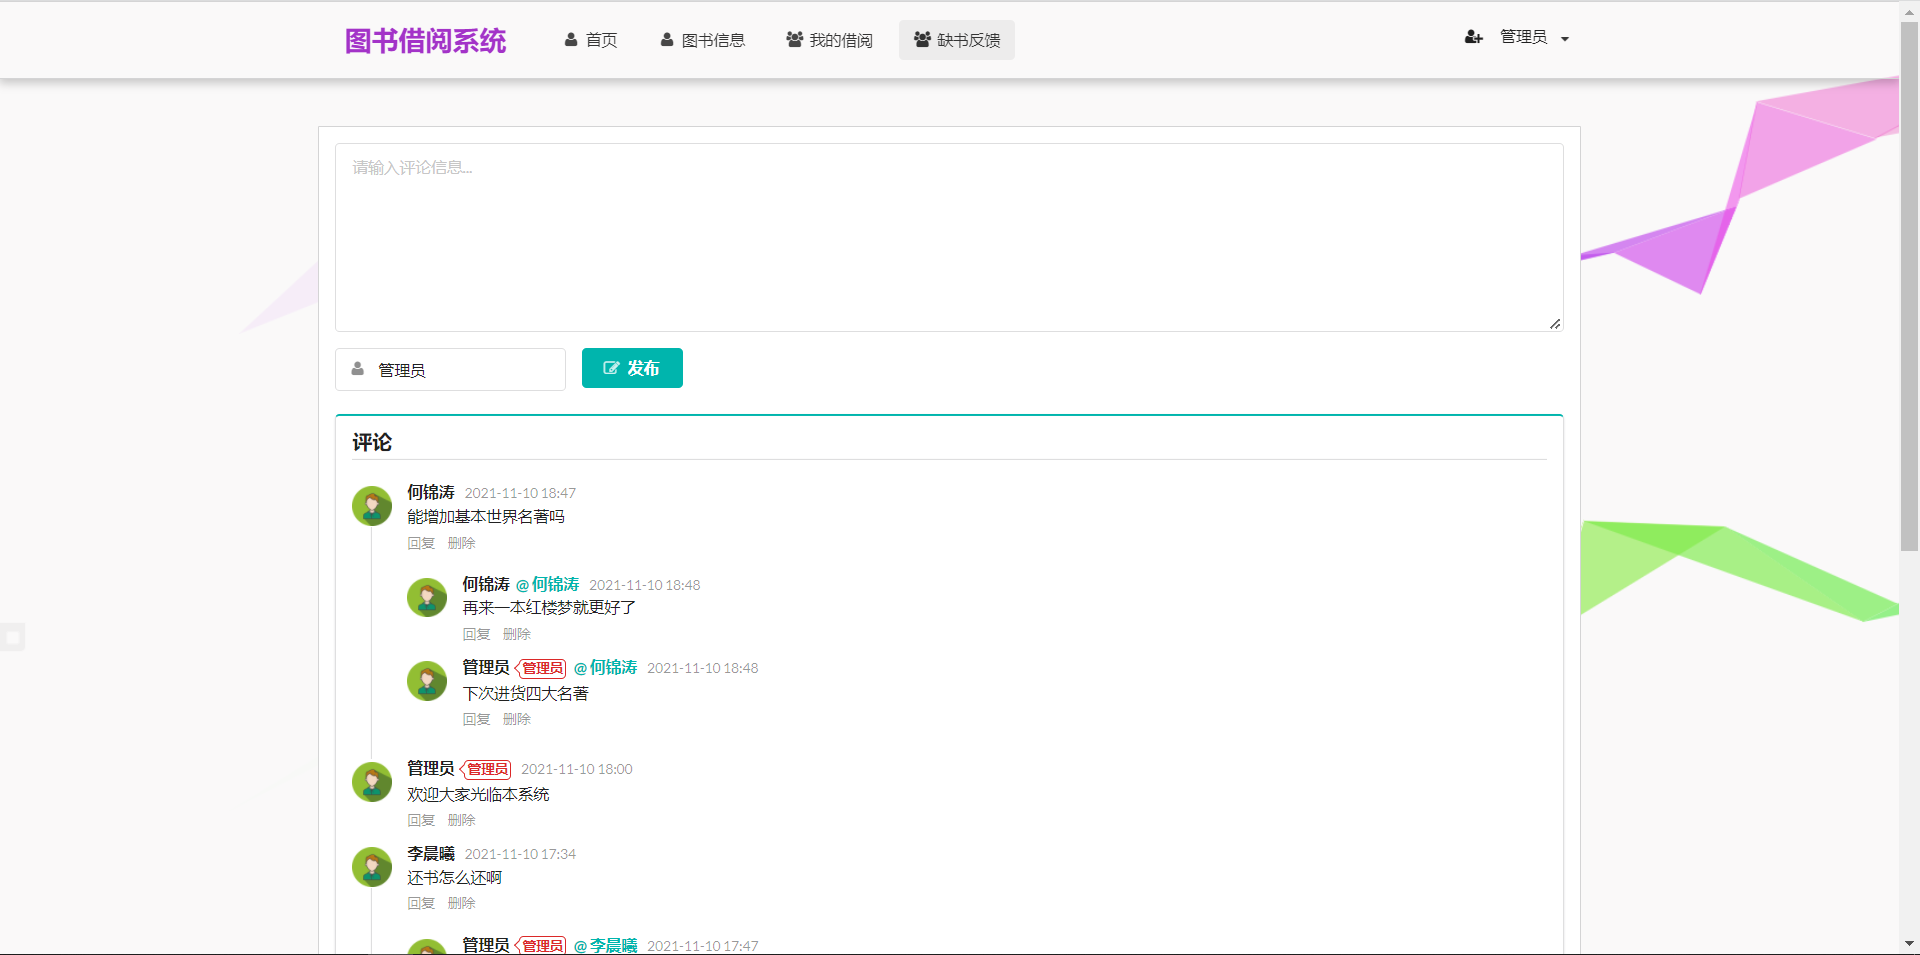 图书借阅系统 首页 图书信息 我的借阅 缺书反馈 管理员
请输入评论信息...
管理员 发布
评论
何锦涛 2021-11-10 18:47
能增加基本世界名著吗
回复 删除
何锦涛 @何锦涛 2021-11-10 18:48
再来一本红楼梦就更好了
回复 删除
管理员 管理员 @何锦涛 2021-11-10 18:48
下次进货四大名著
回复 删除
管理员 管理员 2021-11-10 18:00
欢迎大家光临本系统
回复 删除
李晨曦 2021-11-10 17:34
还书怎么还啊
回复 删除
管理员 管理员 @李晨曦 2021-11-10 17:47